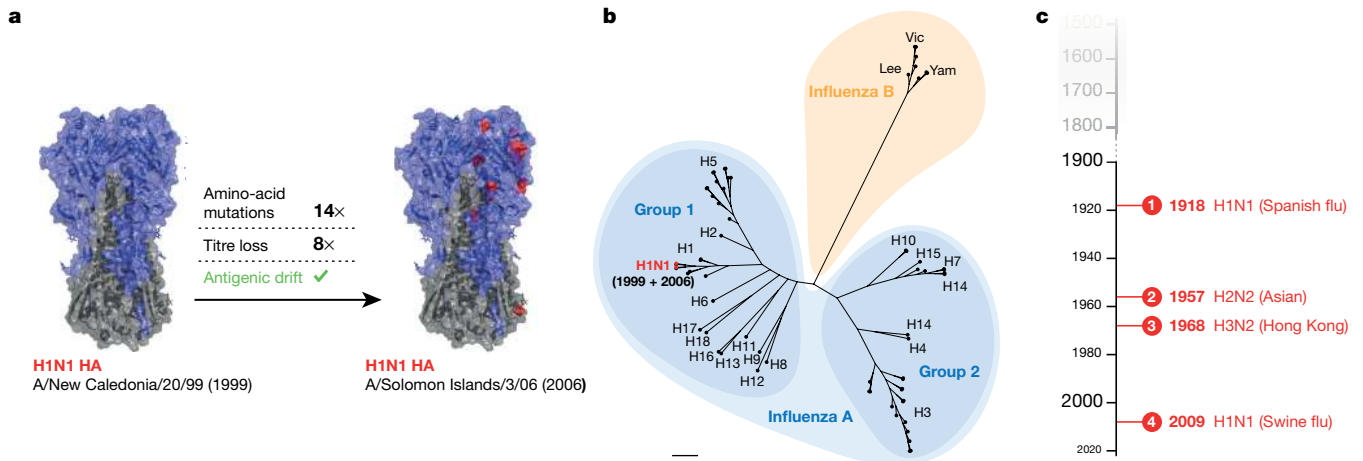 a
Amino-acid
mutations
14×
Titre loss
8×
Antigenic drift ✓
H1N1 HA
A/New Caledonia/20/99 (1999)
H1N1 HA
A/Solomon Islands/3/06 (2006)
b
Vic
Lee
Yam
Influenza B
H5
Group 1
H2
H1
H1N1
(1999 + 2006)
H6
H17
H18
H16
H13
H11
H9
H12
H8
H10
H15
H7
H14
H14
H4
Group 2
H3
Influenza A
c
1500
1600
1700
1800
1900
1920
1940
1960
1980
2000
2020
1 1918 H1N1 (Spanish flu)
2 1957 H2N2 (Asian)
3 1968 H3N2 (Hong Kong)
4 2009 H1N1 (Swine flu)